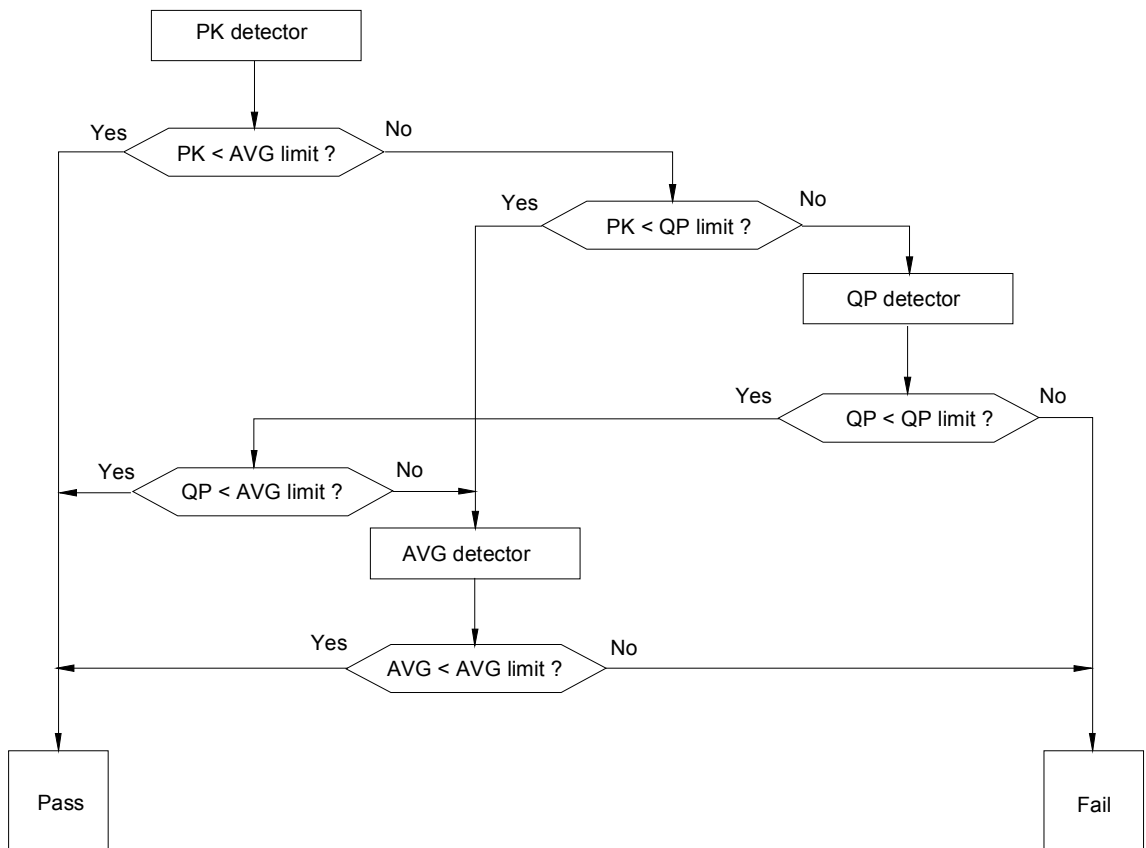 PK detector
Yes
No
PK < AVG limit ?
Yes
No
PK < QP limit ?
QP detector
Yes
No
QP < QP limit ?
Yes
No
QP < AVG limit ?
AVG detector
Yes
No
AVG < AVG limit ?
Pass
Fail